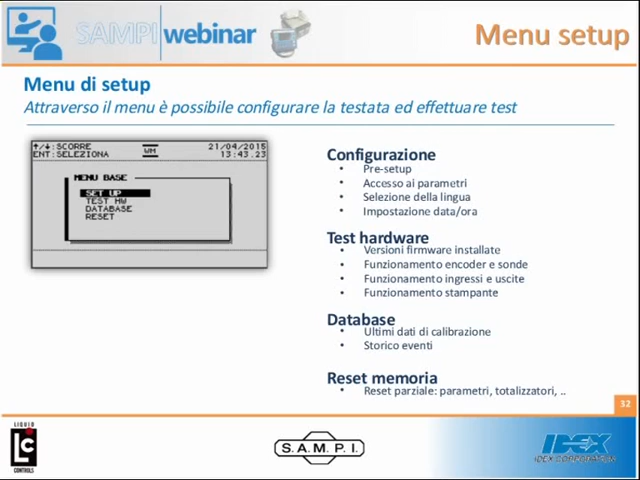 SAMPI webinar
Menu setup
Menu di setup
Attraverso il menu è possibile configurare la testata ed effettuare test
↑/↓:SCORRE WM 21/04/2015
ENT:SELEZIONA 13:43.23
MENU BASE
SET UP
TEST HW
DATABASE
RESET
Configurazione
• Pre-setup
• Accesso ai parametri
• Selezione della lingua
• Impostazione data/ora
Test hardware
• Versioni firmware installate
• Funzionamento encoder e sonde
• Funzionamento ingressi e uscite
• Funzionamento stampante
Database
• Ultimi dati di calibrazione
• Storico eventi
Reset memoria
• Reset parziale: parametri, totalizzatori, ..
32
LIQUID
LC
CONTROLS
S.A.M.P.I.
IDEX
IDEX CORPORATION